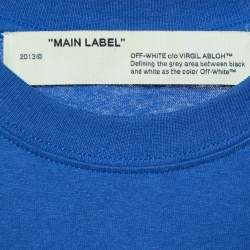 "MAIN LABEL"
2013©
OFF-WHITE c/o VIRGIL ABLOH™
Defining the grey area between black
and white as the color Off-White™